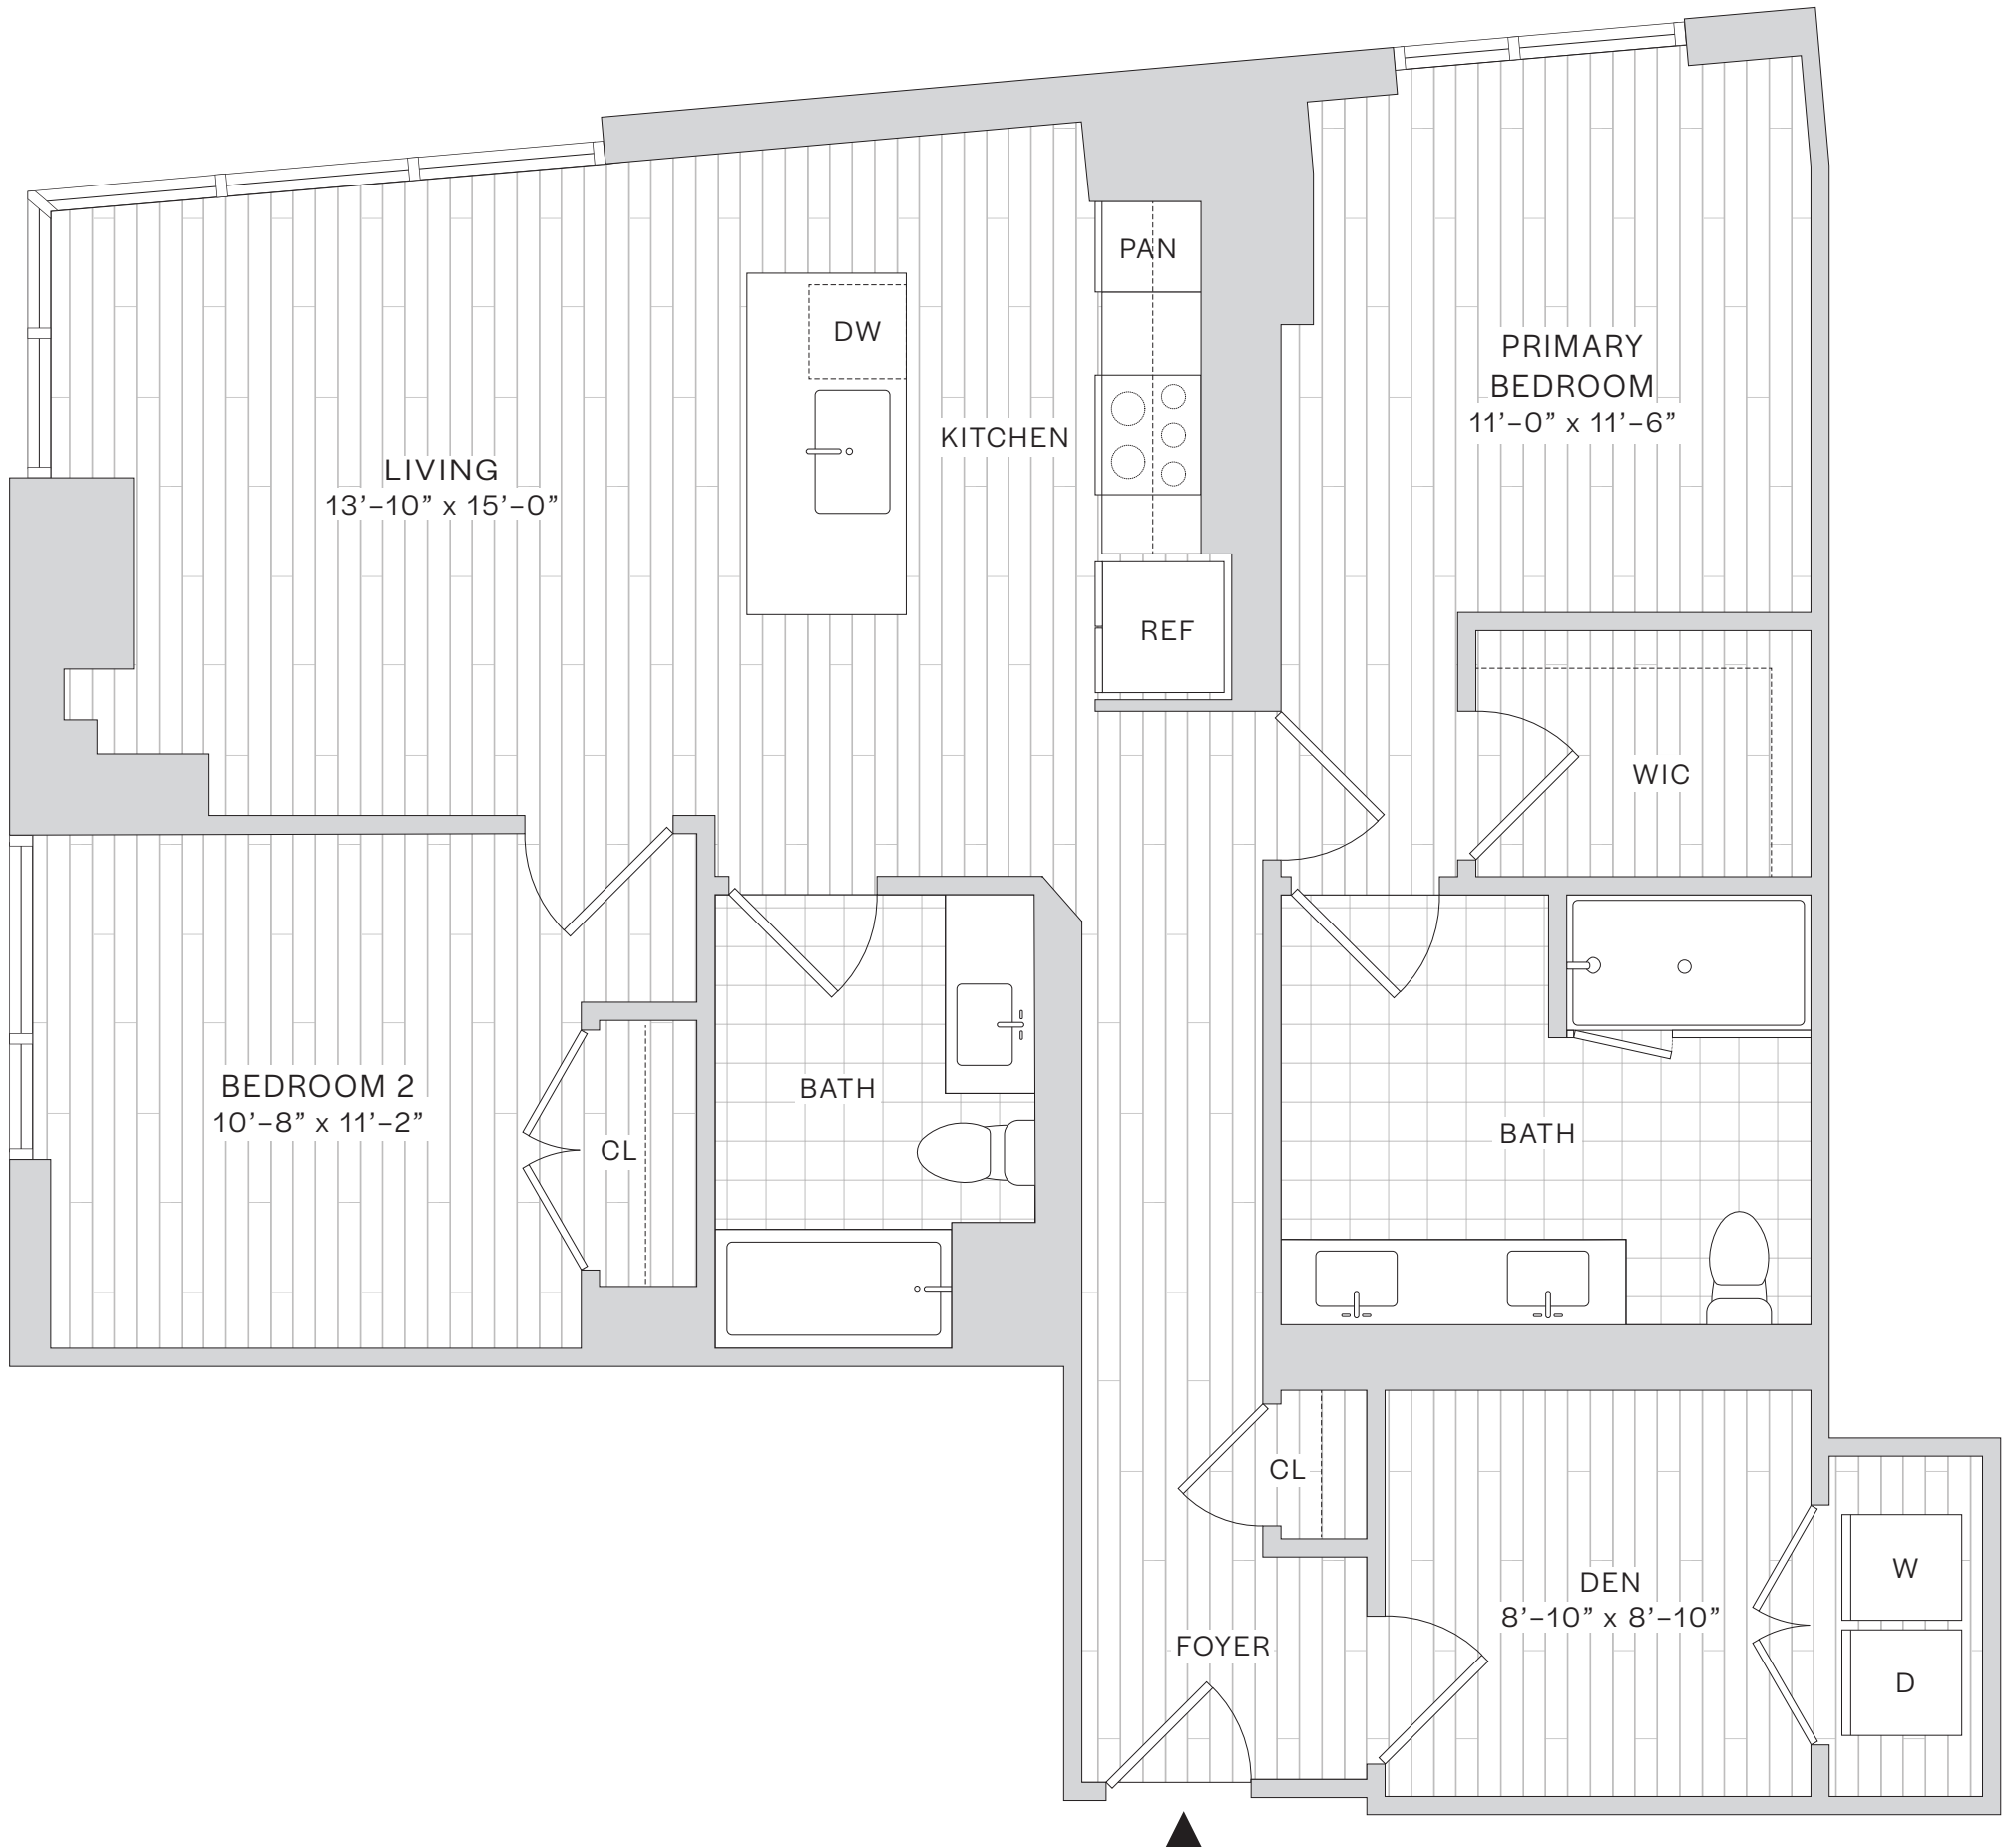 PAN
DW
PRIMARY
BEDROOM
11’–0” x 11’–6”
KITCHEN
LIVING
13’–10” x 15’–0”
REF
WIC
BEDROOM 2
10’–8” x 11’–2”
BATH
CL
BATH
CL
W
DEN
8’–10” x 8’–10”
FOYER
D